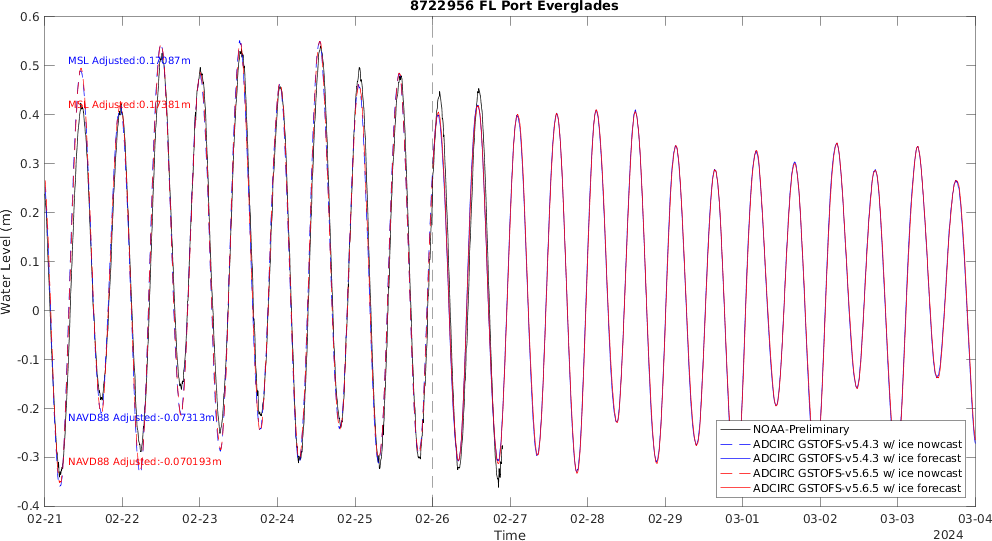 8722956 FL Port Everglades
0.6
0.5
0.4
0.3
0.2
0.1
0
-0.1
-0.2
-0.3
-0.4
Water Level (m)
MSL Adjusted:0.17087m
MSL Adjusted:0.17381m
NAVD88 Adjusted:-0.07313m
NAVD88 Adjusted:-0.070193m
NOAA-Preliminary
ADCIRC GSTOFS-v5.4.3 w/ ice nowcast
ADCIRC GSTOFS-v5.4.3 w/ ice forecast
ADCIRC GSTOFS-v5.6.5 w/ ice nowcast
ADCIRC GSTOFS-v5.6.5 w/ ice forecast
02-21 02-22 02-23 02-24 02-25 02-26 02-27 02-28 02-29 03-01 03-02 03-03 03-04
Time
2024